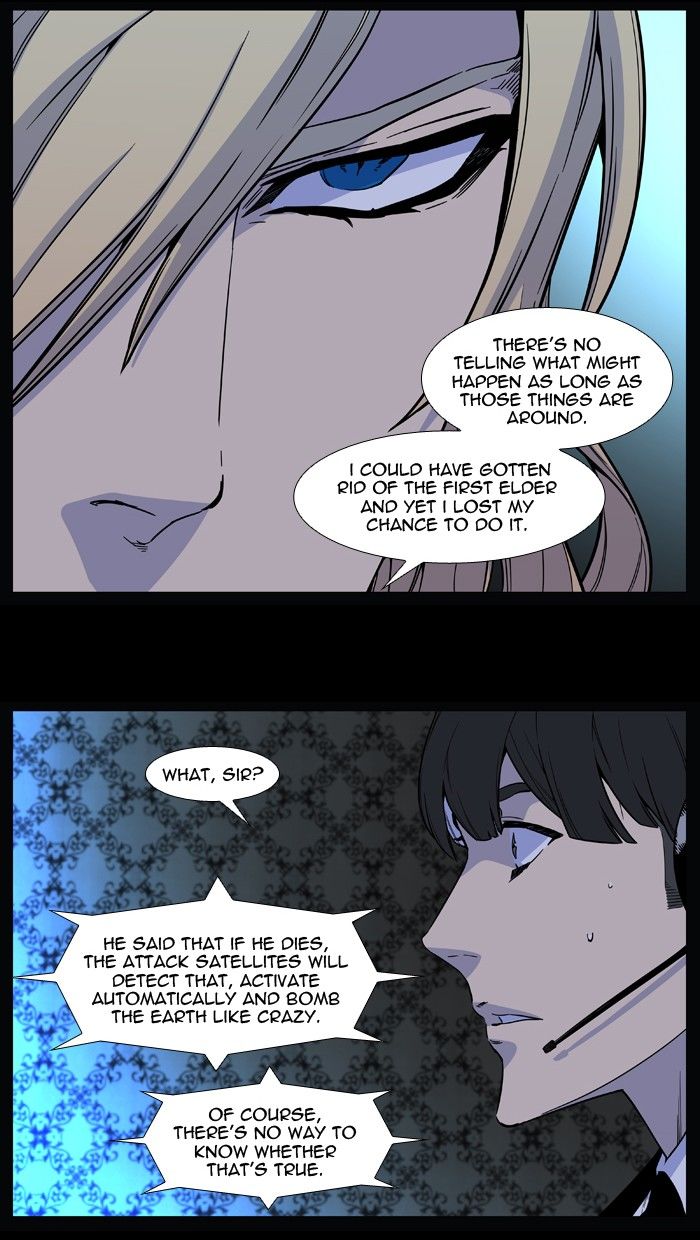 THERE'S NO
TELLING WHAT MIGHT
HAPPEN AS LONG AS
THOSE THINGS ARE
AROUND.
I COULD HAVE GOTTEN
RID OF THE FIRST ELDER
AND YET I LOST MY
CHANCE TO DO IT.
WHAT, SIR?
HE SAID THAT IF HE DIES,
THE ATTACK SATELLITES WILL
DETECT THAT, ACTIVATE
AUTOMATICALLY AND BOMB
THE EARTH LIKE CRAZY.
OF COURSE,
THERE'S NO WAY TO
KNOW WHETHER
THAT'S TRUE.